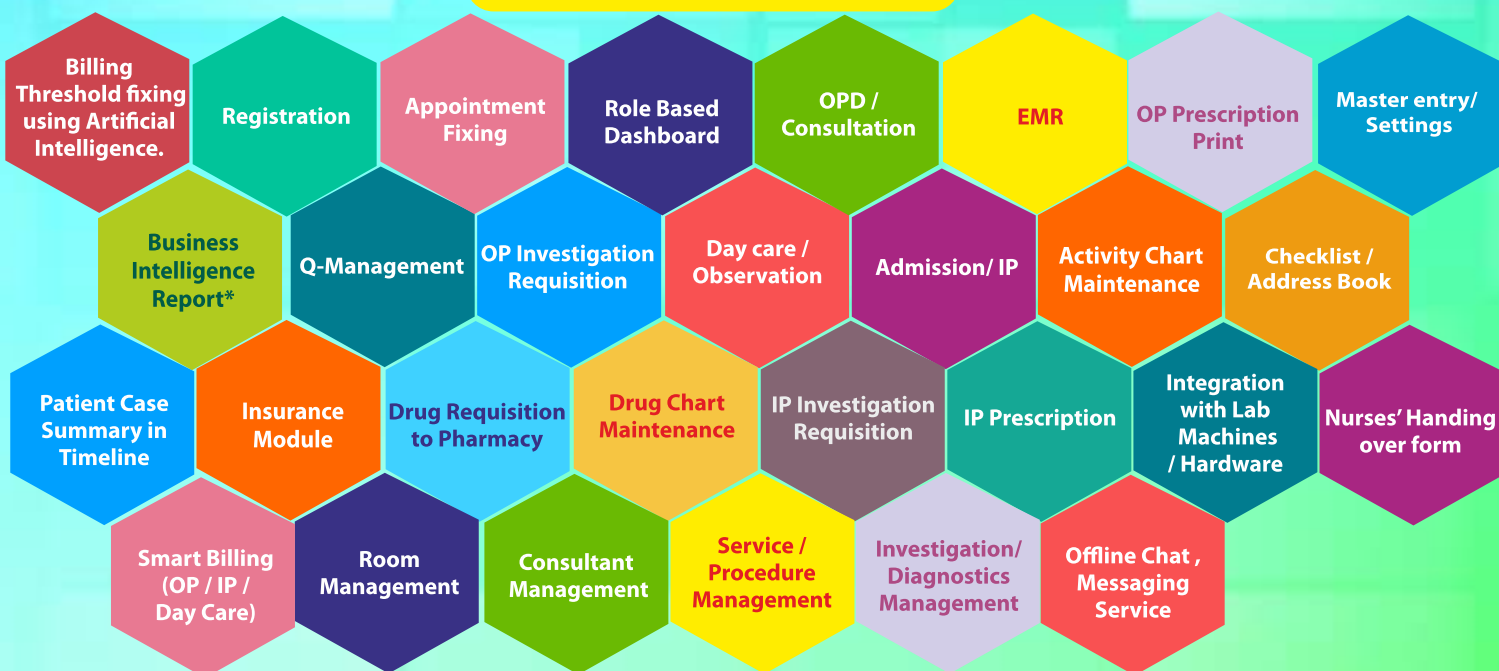 Billing
Threshold fixing
using Artificial
Intelligence.
Registration
Appointment
Fixing
Role Based
Dashboard
OPD /
Consultation
EMR
OP Prescription
Print
Master entry/
Settings
Business
Intelligence
Report*
Q-Management
OP Investigation
Requisition
Day care /
Observation
Admission/ IP
Activity Chart
Maintenance
Checklist /
Address Book
Patient Case
Summary in
Timeline
Insurance
Module
Drug Requisition
to Pharmacy
Drug Chart
Maintenance
IP Investigation
Requisition
IP Prescription
Integration
with Lab
Machines
/ Hardware
Nurses’ Handing
over form
Smart Billing
(OP / IP /
Day Care)
Room
Management
Consultant
Management
Service /
Procedure
Management
Investigation/
Diagnostics
Management
Offline Chat ,
Messaging
Service